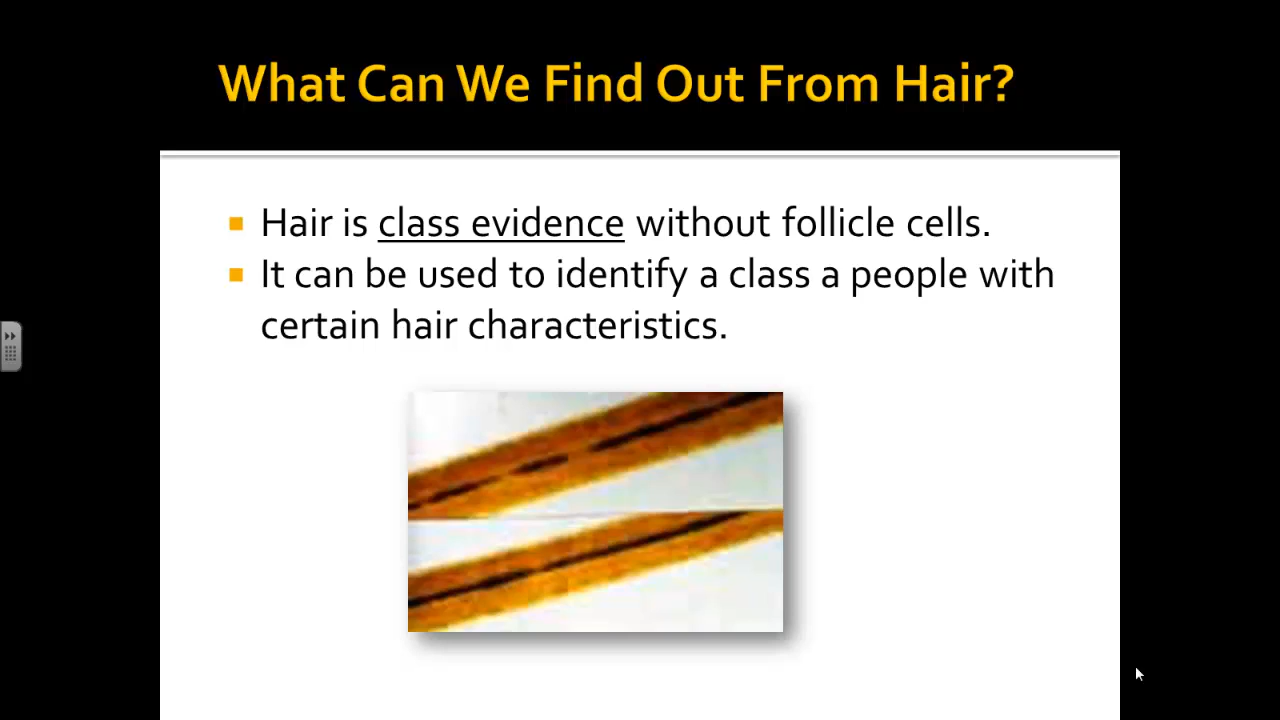 What Can We Find Out From Hair?
Hair is class evidence without follicle cells.
It can be used to identify a class a people with
certain hair characteristics.